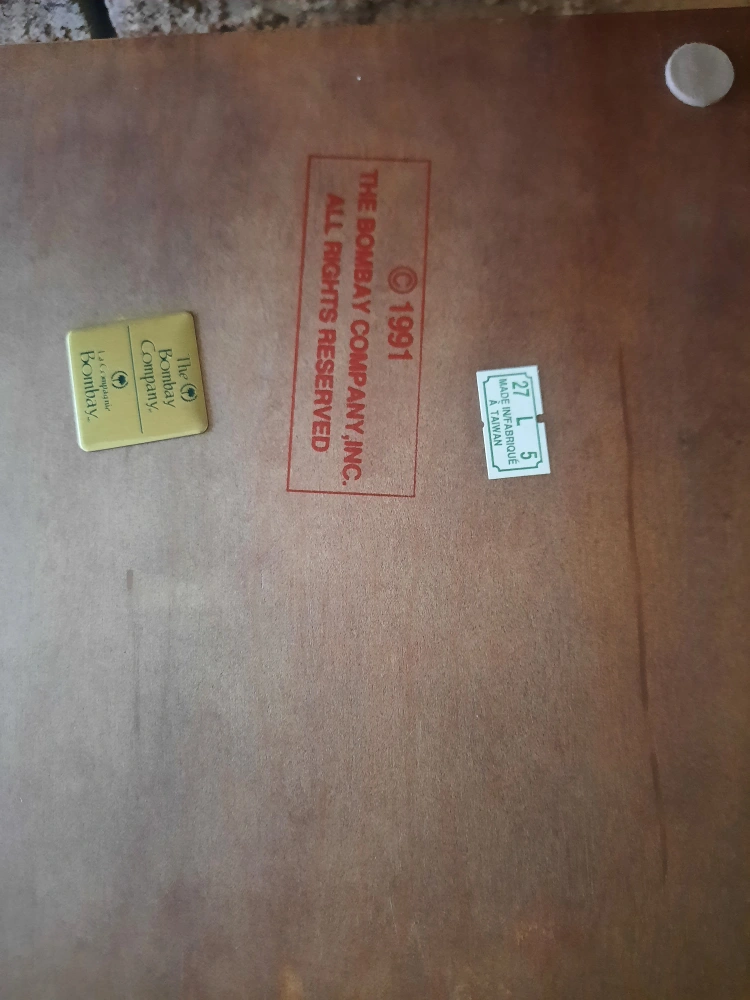 © 1991
THE BOMBAY COMPANY, INC.
ALL RIGHTS RESERVED
27 L 5
MADE IN/FABRIQUÉ
À TAIWAN
The
Bombay
Company.
La Compagnie
Bombay.